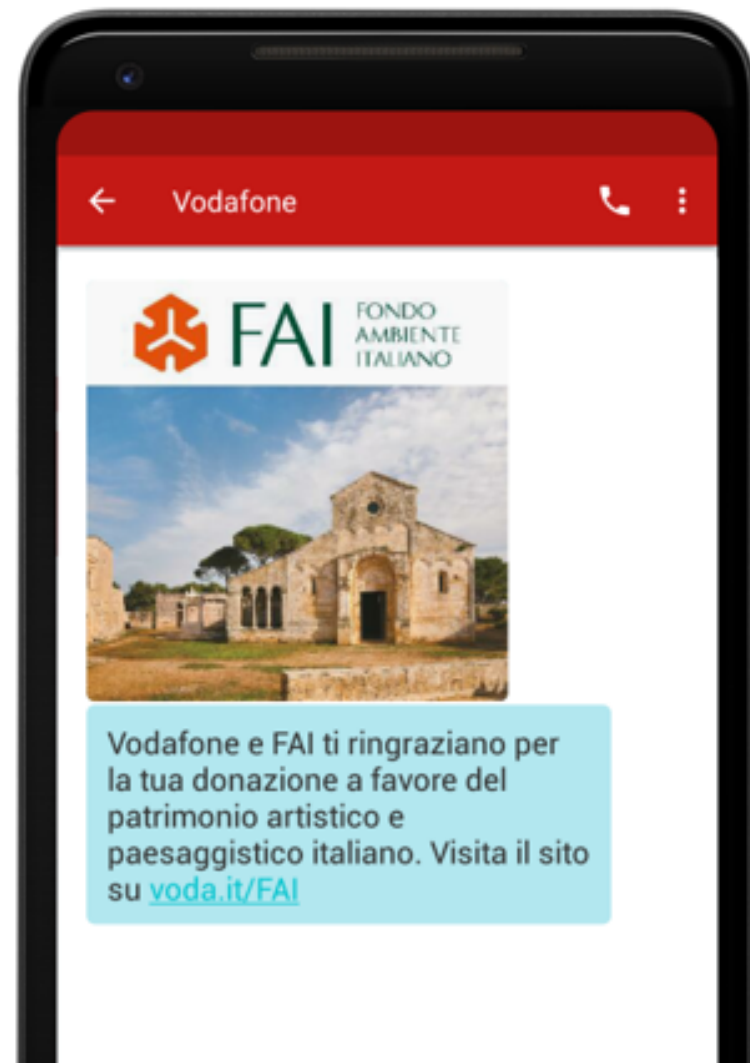 Vodafone
FAI
FONDO
AMBIENTE
ITALIANO
Vodafone e FAI ti ringraziano per
la tua donazione a favore del
patrimonio artistico e
paesaggistico italiano. Visita il sito
su voda.it/FAI